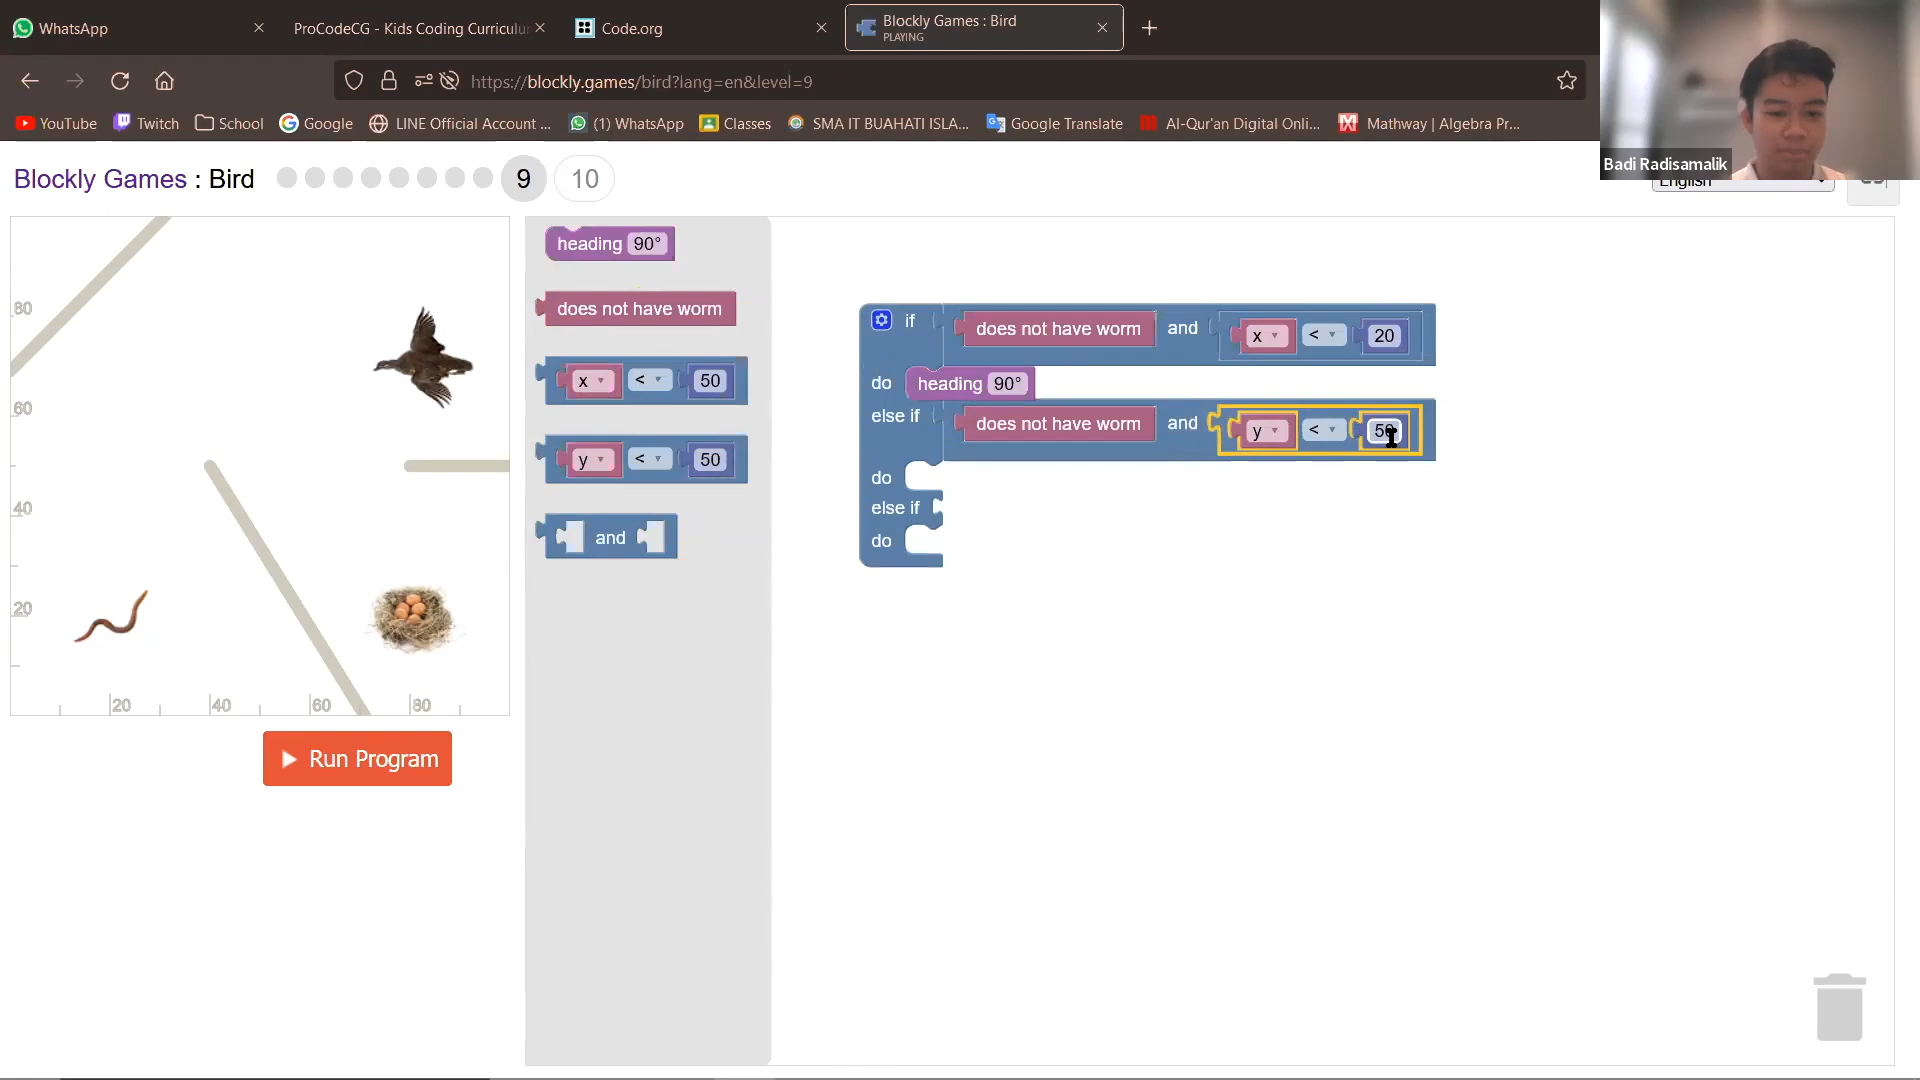 WhatsApp
ProCodeCG - Kids Coding Curriculu
Code.org
Blockly Games : Bird
PLAYING
https://blockly.games/bird?lang=en&level=9
YouTube
Twitch
School
Google
LINE Official Account ...
(1) WhatsApp
Classes
SMA IT BUAHATI ISLA...
Google Translate
Al-Qur'an Digital Onli...
Mathway | Algebra Pr...
Badi Radisamalik
Blockly Games : Bird
9
10
English
80
60
40
20
20
40
60
80
Run Program
heading 90°
does not have worm
x < 50
y < 50
and
if does not have worm and x < 20
do heading 90°
else if does not have worm and y < 50
do
else if
do